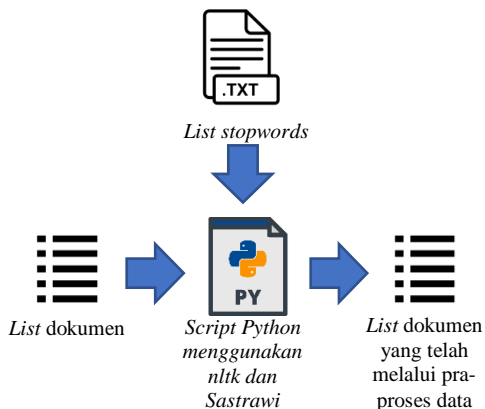 .TXT
List stopwords
PY
List dokumen
Script Python
menggunakan
nltk dan
Sastrawi
List dokumen
yang telah
melalui pra-
proses data